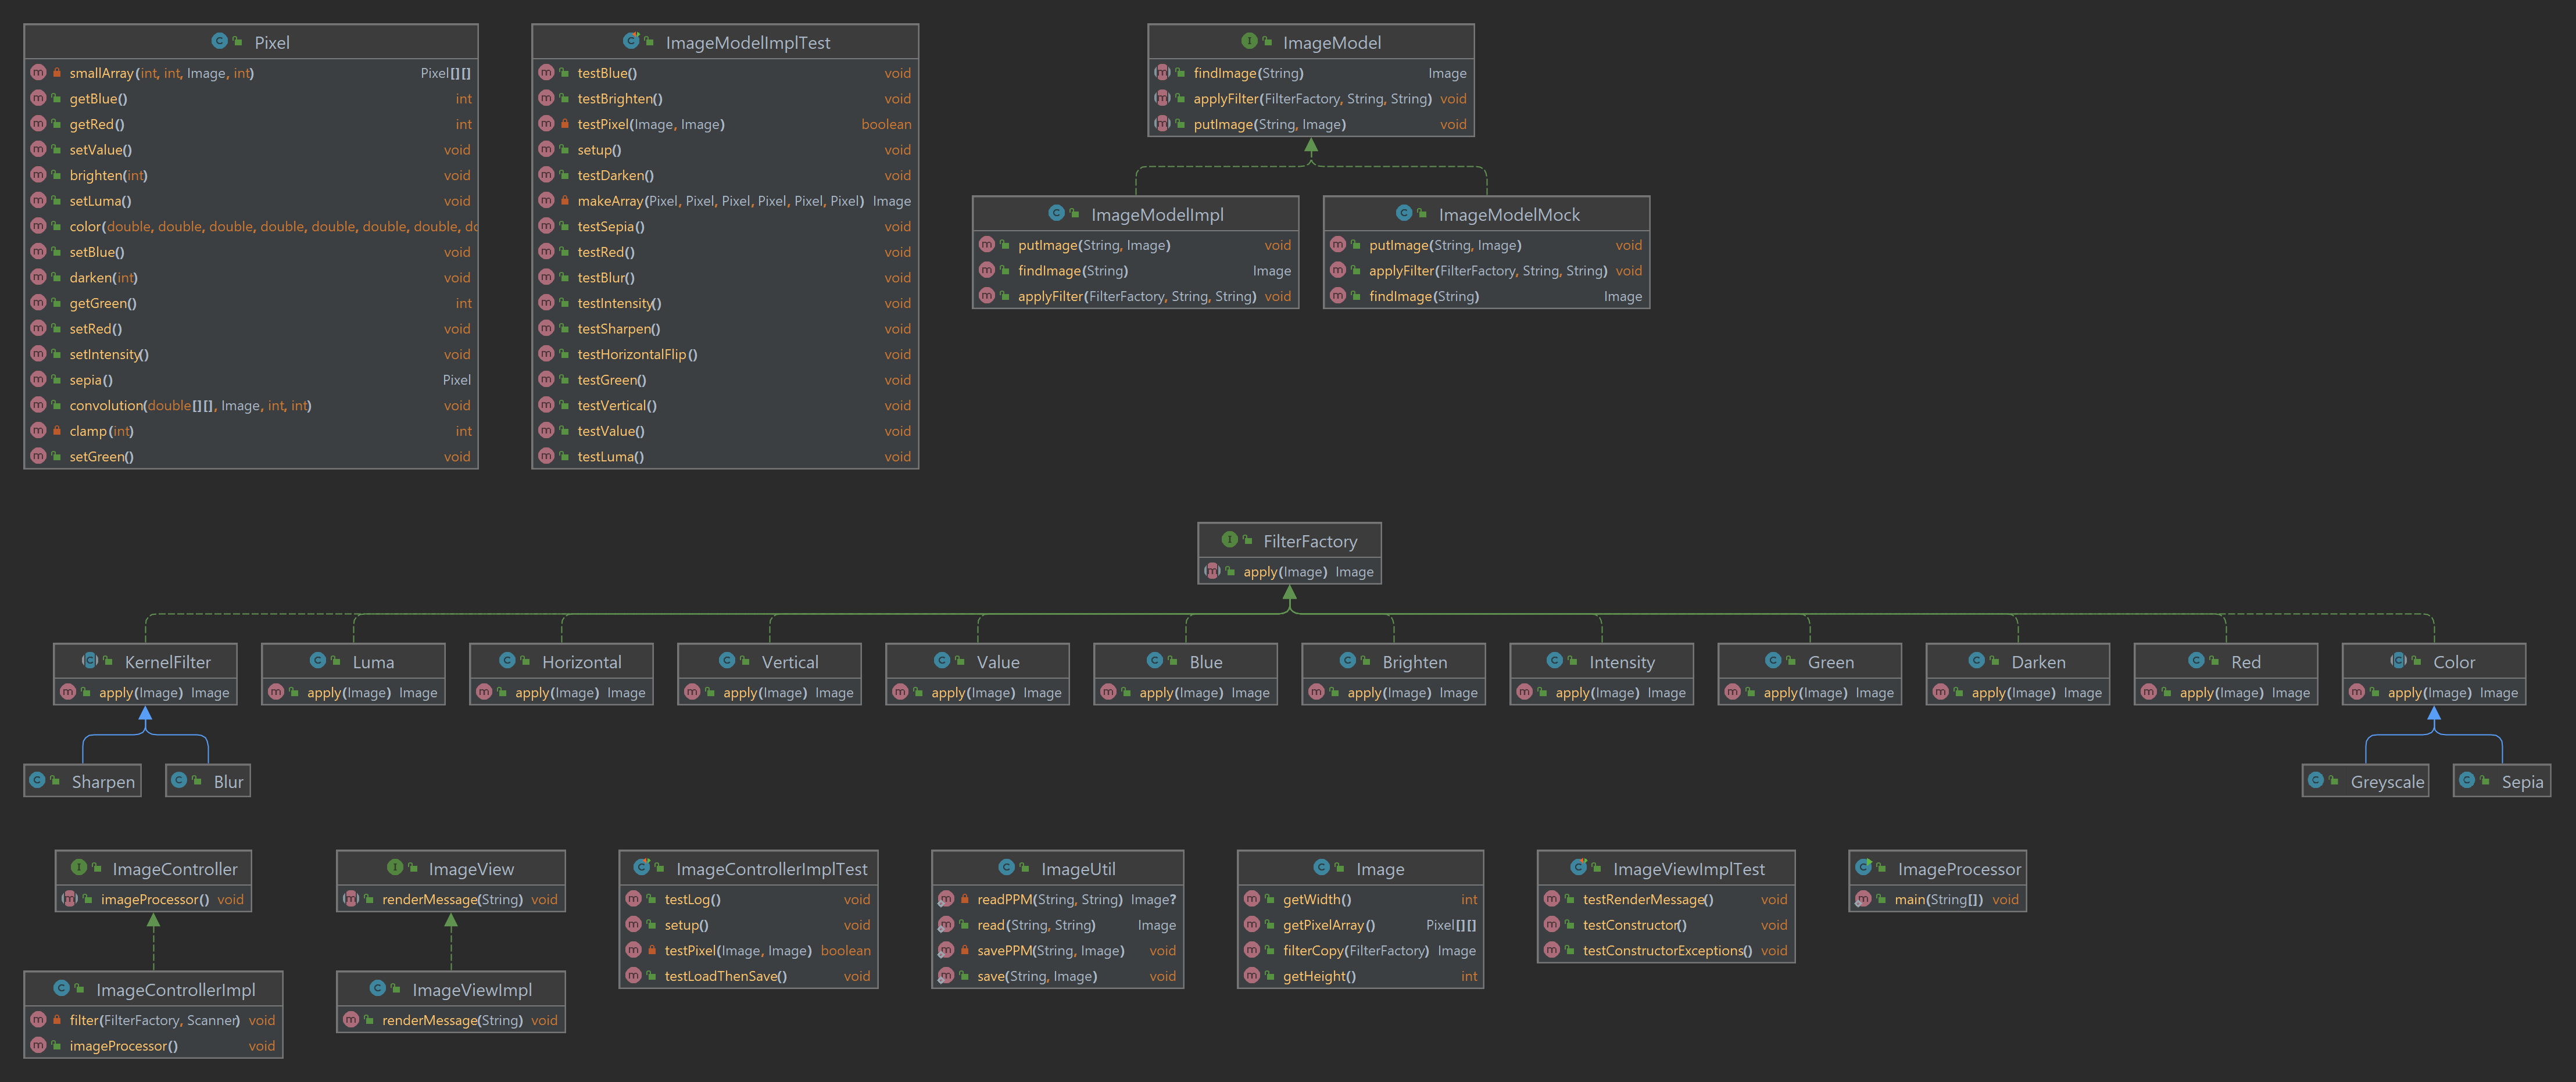 Pixel
smallArray(int, int, Image, int) Pixel[][]
getBlue() int
getRed() int
setValue() void
brighten(int) void
setLuma() void
color(double, double, double, double, double, double, double,
setBlue() void
darken(int) void
getGreen() int
setRed() void
setIntensity() void
sepia() Pixel
convolution(double[][], Image, int, int) void
clamp(int) int
setGreen() void
ImageModelImplTest
testBlue() void
testBrighten() void
testPixel(Image, Image) boolean
setup() void
testDarken() void
makeArray(Pixel, Pixel, Pixel, Pixel, Pixel, Pixel) Image
testSepia() void
testRed() void
testBlur() void
testIntensity() void
testSharpen() void
testHorizontalFlip() void
testGreen() void
testVertical() void
testValue() void
testLuma() void
ImageModel
findImage(String) Image
applyFilter(FilterFactory, String, String) void
putImage(String, Image) void
ImageModelImpl
putImage(String, Image) void
findImage(String) Image
applyFilter(FilterFactory, String, String) void
ImageModelMock
putImage(String, Image) void
applyFilter(FilterFactory, String, String) void
findImage(String) Image
FilterFactory
apply(Image) Image
KernelFilter
apply(Image) Image
Luma
apply(Image) Image
Horizontal
apply(Image) Image
Vertical
apply(Image) Image
Value
apply(Image) Image
Blue
apply(Image) Image
Brighten
apply(Image) Image
Intensity
apply(Image) Image
Green
apply(Image) Image
Darken
apply(Image) Image
Red
apply(Image) Image
Color
apply(Image) Image
Sharpen
Blur
Greyscale
Sepia
ImageController
imageProcessor() void
ImageControllerImpl
filter(FilterFactory, Scanner) void
imageProcessor() void
ImageView
renderMessage(String) void
ImageViewImpl
renderMessage(String) void
ImageControllerImplTest
testLog() void
setup() void
testPixel(Image, Image) boolean
testLoadThenSave() void
ImageUtil
readPPM(String, String) Image?
read(String, String) Image
savePPM(String, Image) void
save(String, Image) void
Image
getWidth() int
getPixelArray() Pixel[][]
filterCopy(FilterFactory) Image
getHeight() int
ImageViewImplTest
testRenderMessage() void
testConstructor() void
testConstructorExceptions() void
ImageProcessor
main(String[]) void